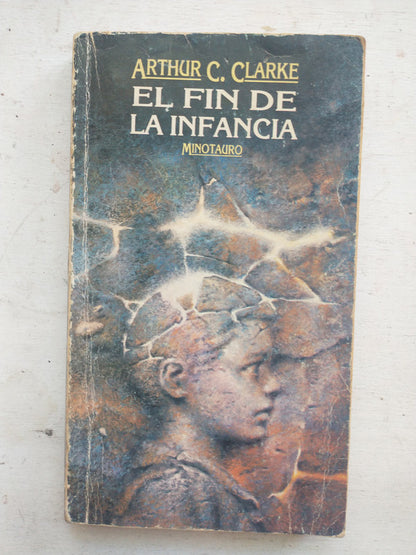 ARTHUR C. CLARKE
EL FIN DE
LA INFANCIA
MINOTAURO